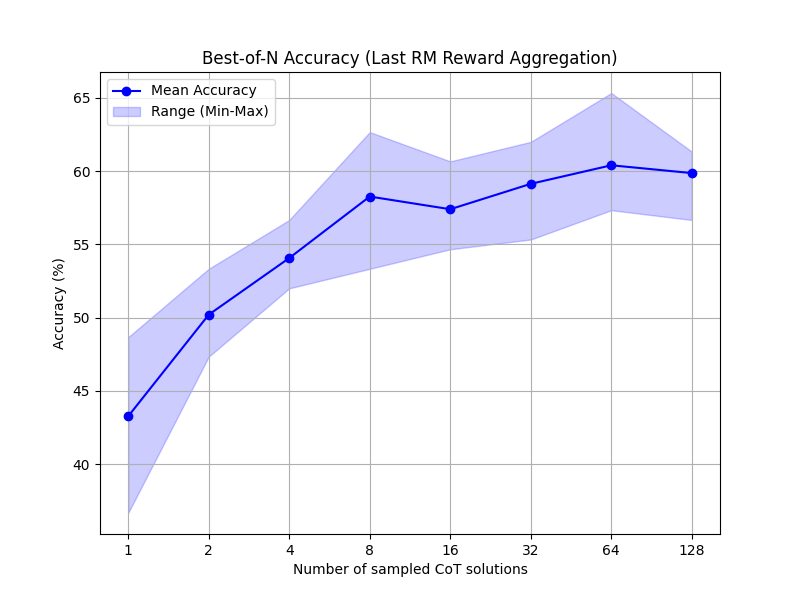 Best-of-N Accuracy (Last RM Reward Aggregation)
Mean Accuracy
Range (Min-Max)
65
60
55
50
45
40
Accuracy (%)
1 2 4 8 16 32 64 128
Number of sampled CoT solutions